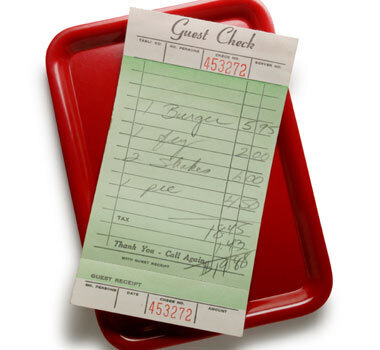 Guest Check
TABLE NO. NO. PERSONS CHECK NO. SERVER NO.
453272
1 Burger 5.95
1 fry 2.00
2 Shakes 6.00
1 pie 4.50
18.45
TAX 1.43
Thank You - Call Again 19.88
WITH GUEST RECEIPT
GUEST RECEIPT
NO. PERSONS DATE CHECK NO. AMOUNT
453272